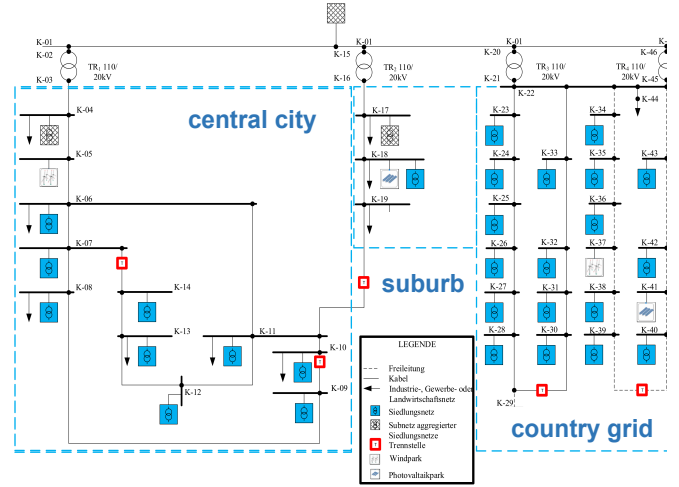 K-01
K-02
K-03
TR₁ 110/
20kV
K-15
K-01
K-16
TR₂ 110/
20kV
K-01
K-20
K-21
TR₃ 110/
20kV
TR₄ 110/
20kV
K-
K-46
K-45
K-22
K-44
central city
K-04
K-05
K-06
K-07
K-08
K-14
K-13
K-12
K-11
K-10
K-09
T
T
K-17
K-18
K-19
T
suburb
K-23
K-24
K-25
K-26
K-27
K-28
K-29
K-33
K-32
K-31
K-30
K-34
K-35
K-36
K-37
K-38
K-39
K-43
K-42
K-41
K-40
T
T
country grid
LEGENDE
Freileitung
Kabel
Industrie-, Gewerbe- oder
Landwirtschaftsnetz
Siedlungsnetz
Subnetz aggregierter
Siedlungsnetze
T
Trennstelle
Windpark
Photovaltaikpark